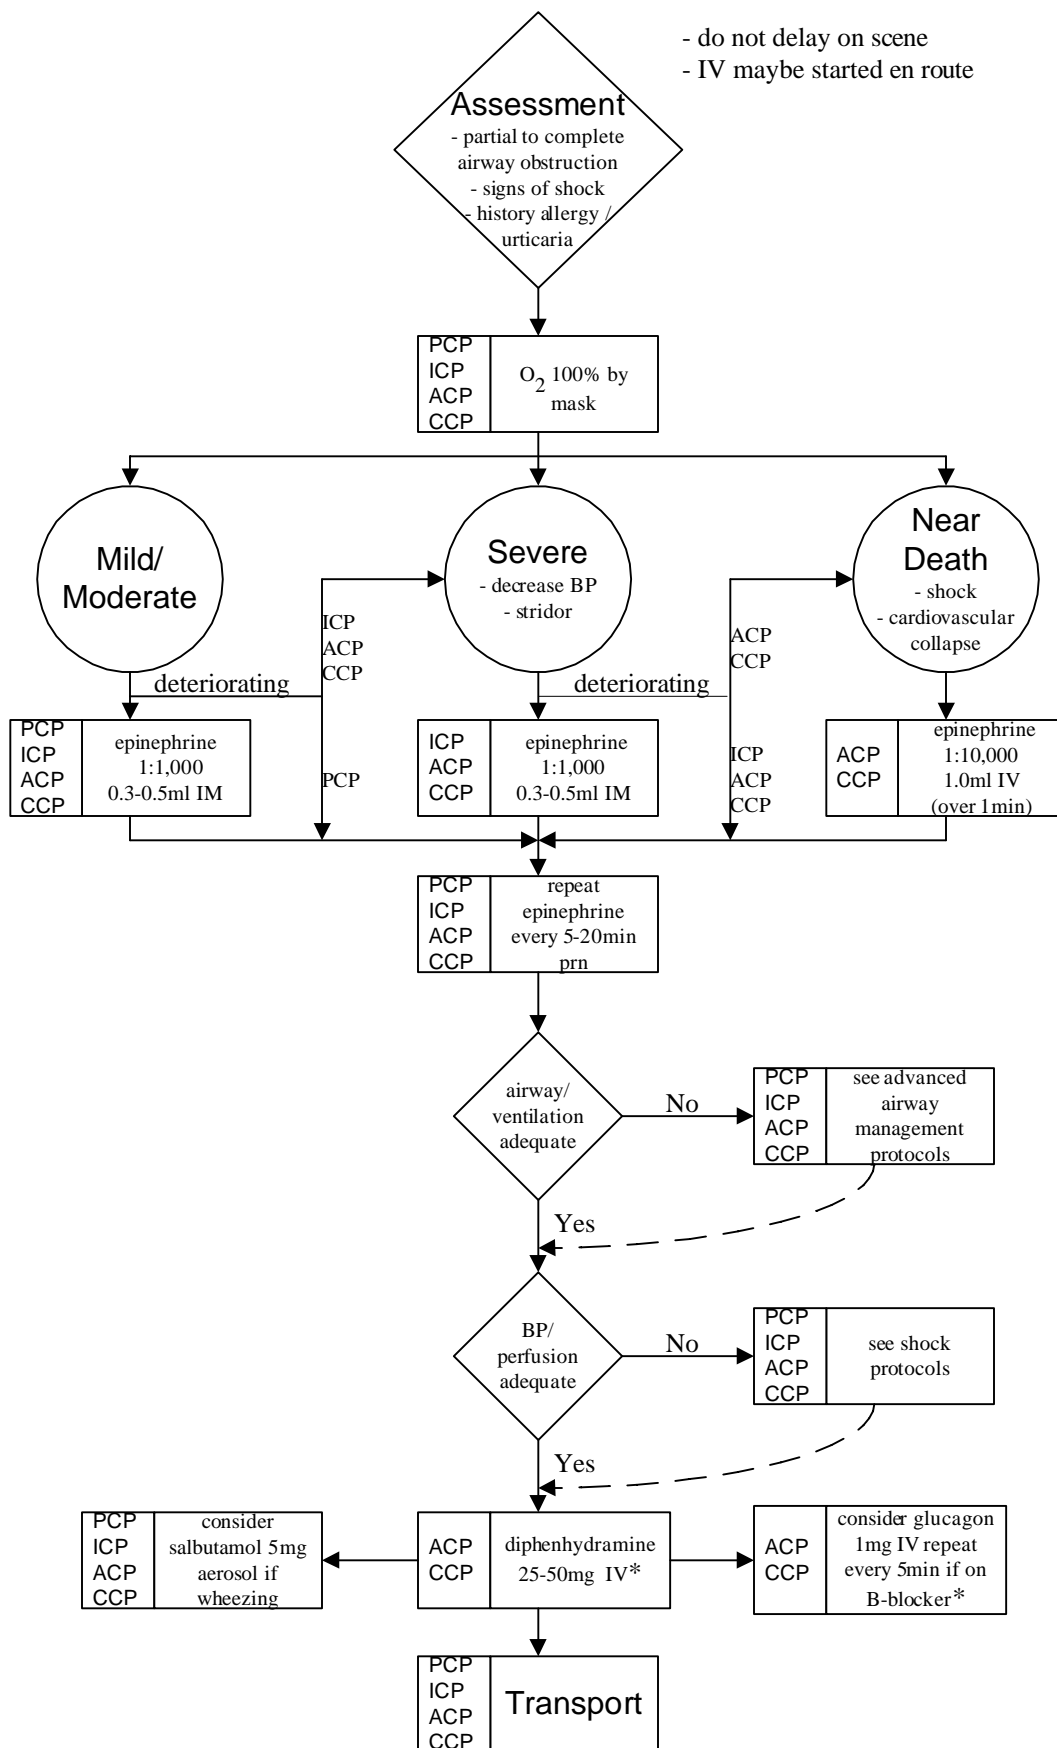 - do not delay on scene
- IV maybe started en route
Assessment
- partial to complete
airway obstruction
- signs of shock
- history allergy /
urticaria
PCP
ICP
ACP
CCP
O2 100% by
mask
Mild/
Moderate
Severe
- decrease BP
- stridor
Near
Death
- shock
- cardiovascular
collapse
ICP
ACP
CCP
ACP
CCP
deteriorating
deteriorating
PCP
ICP
ACP
CCP
epinephrine
1:1,000
0.3-0.5ml IM
PCP
ICP
ACP
CCP
epinephrine
1:1,000
0.3-0.5ml IM
ICP
ACP
CCP
ACP
CCP
epinephrine
1:10,000
1.0ml IV
(over 1min)
PCP
ICP
ACP
CCP
repeat
epinephrine
every 5-20min
prn
airway/
ventilation
adequate
No
PCP
ICP
ACP
CCP
see advanced
airway
management
protocols
Yes
BP/
perfusion
adequate
No
PCP
ICP
ACP
CCP
see shock
protocols
Yes
PCP
ICP
ACP
CCP
consider
salbutamol 5mg
aerosol if
wheezing
ACP
CCP
diphenhydramine
25-50mg IV*
ACP
CCP
consider glucagon
1mg IV repeat
every 5min if on
B-blocker*
PCP
ICP
ACP
CCP
Transport